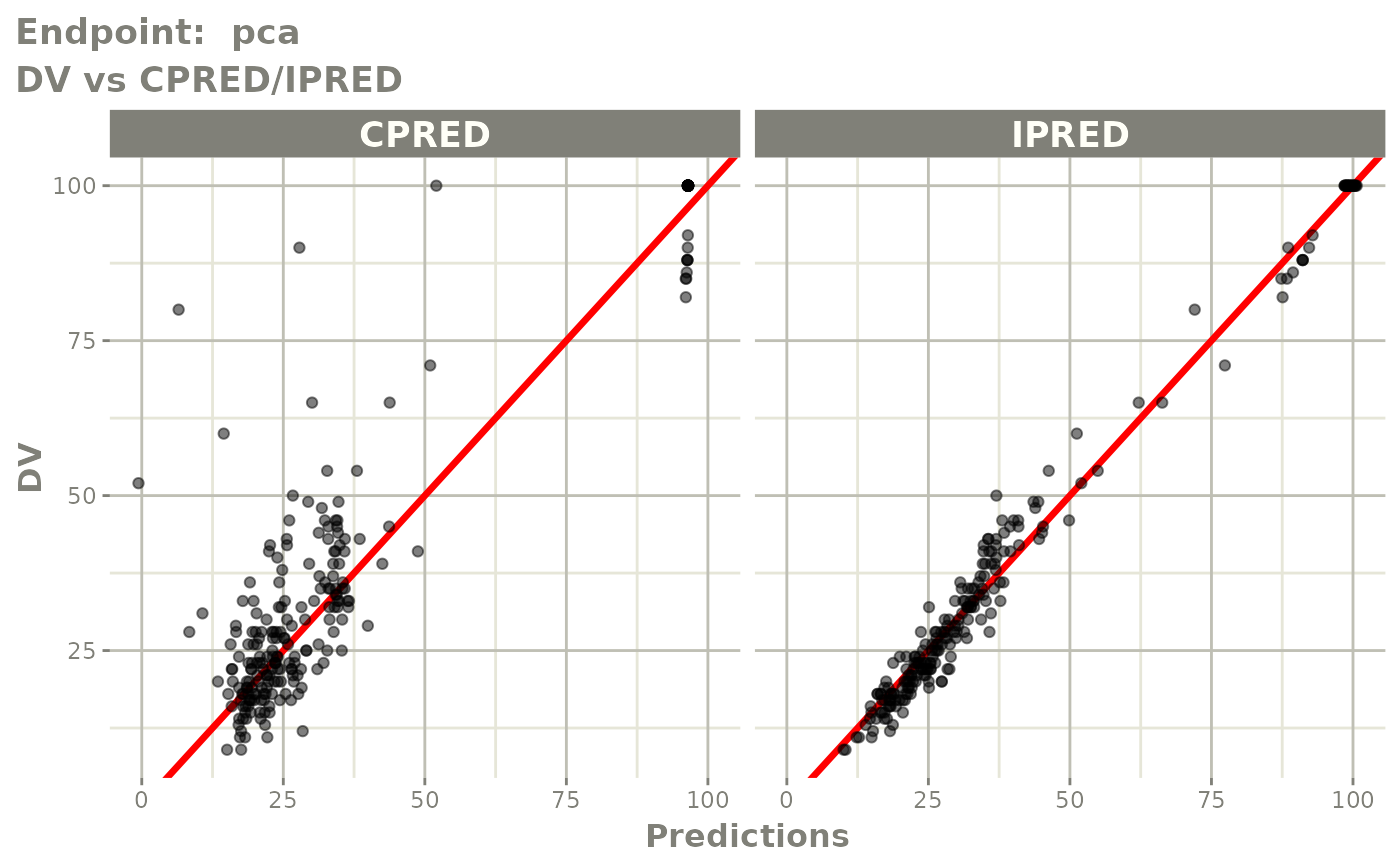 Endpoint:  pca
DV vs CPRED/IPRED
CPRED
IPRED
100
75
50
25
DV
0 25 50 75 100
0 25 50 75 100
Predictions